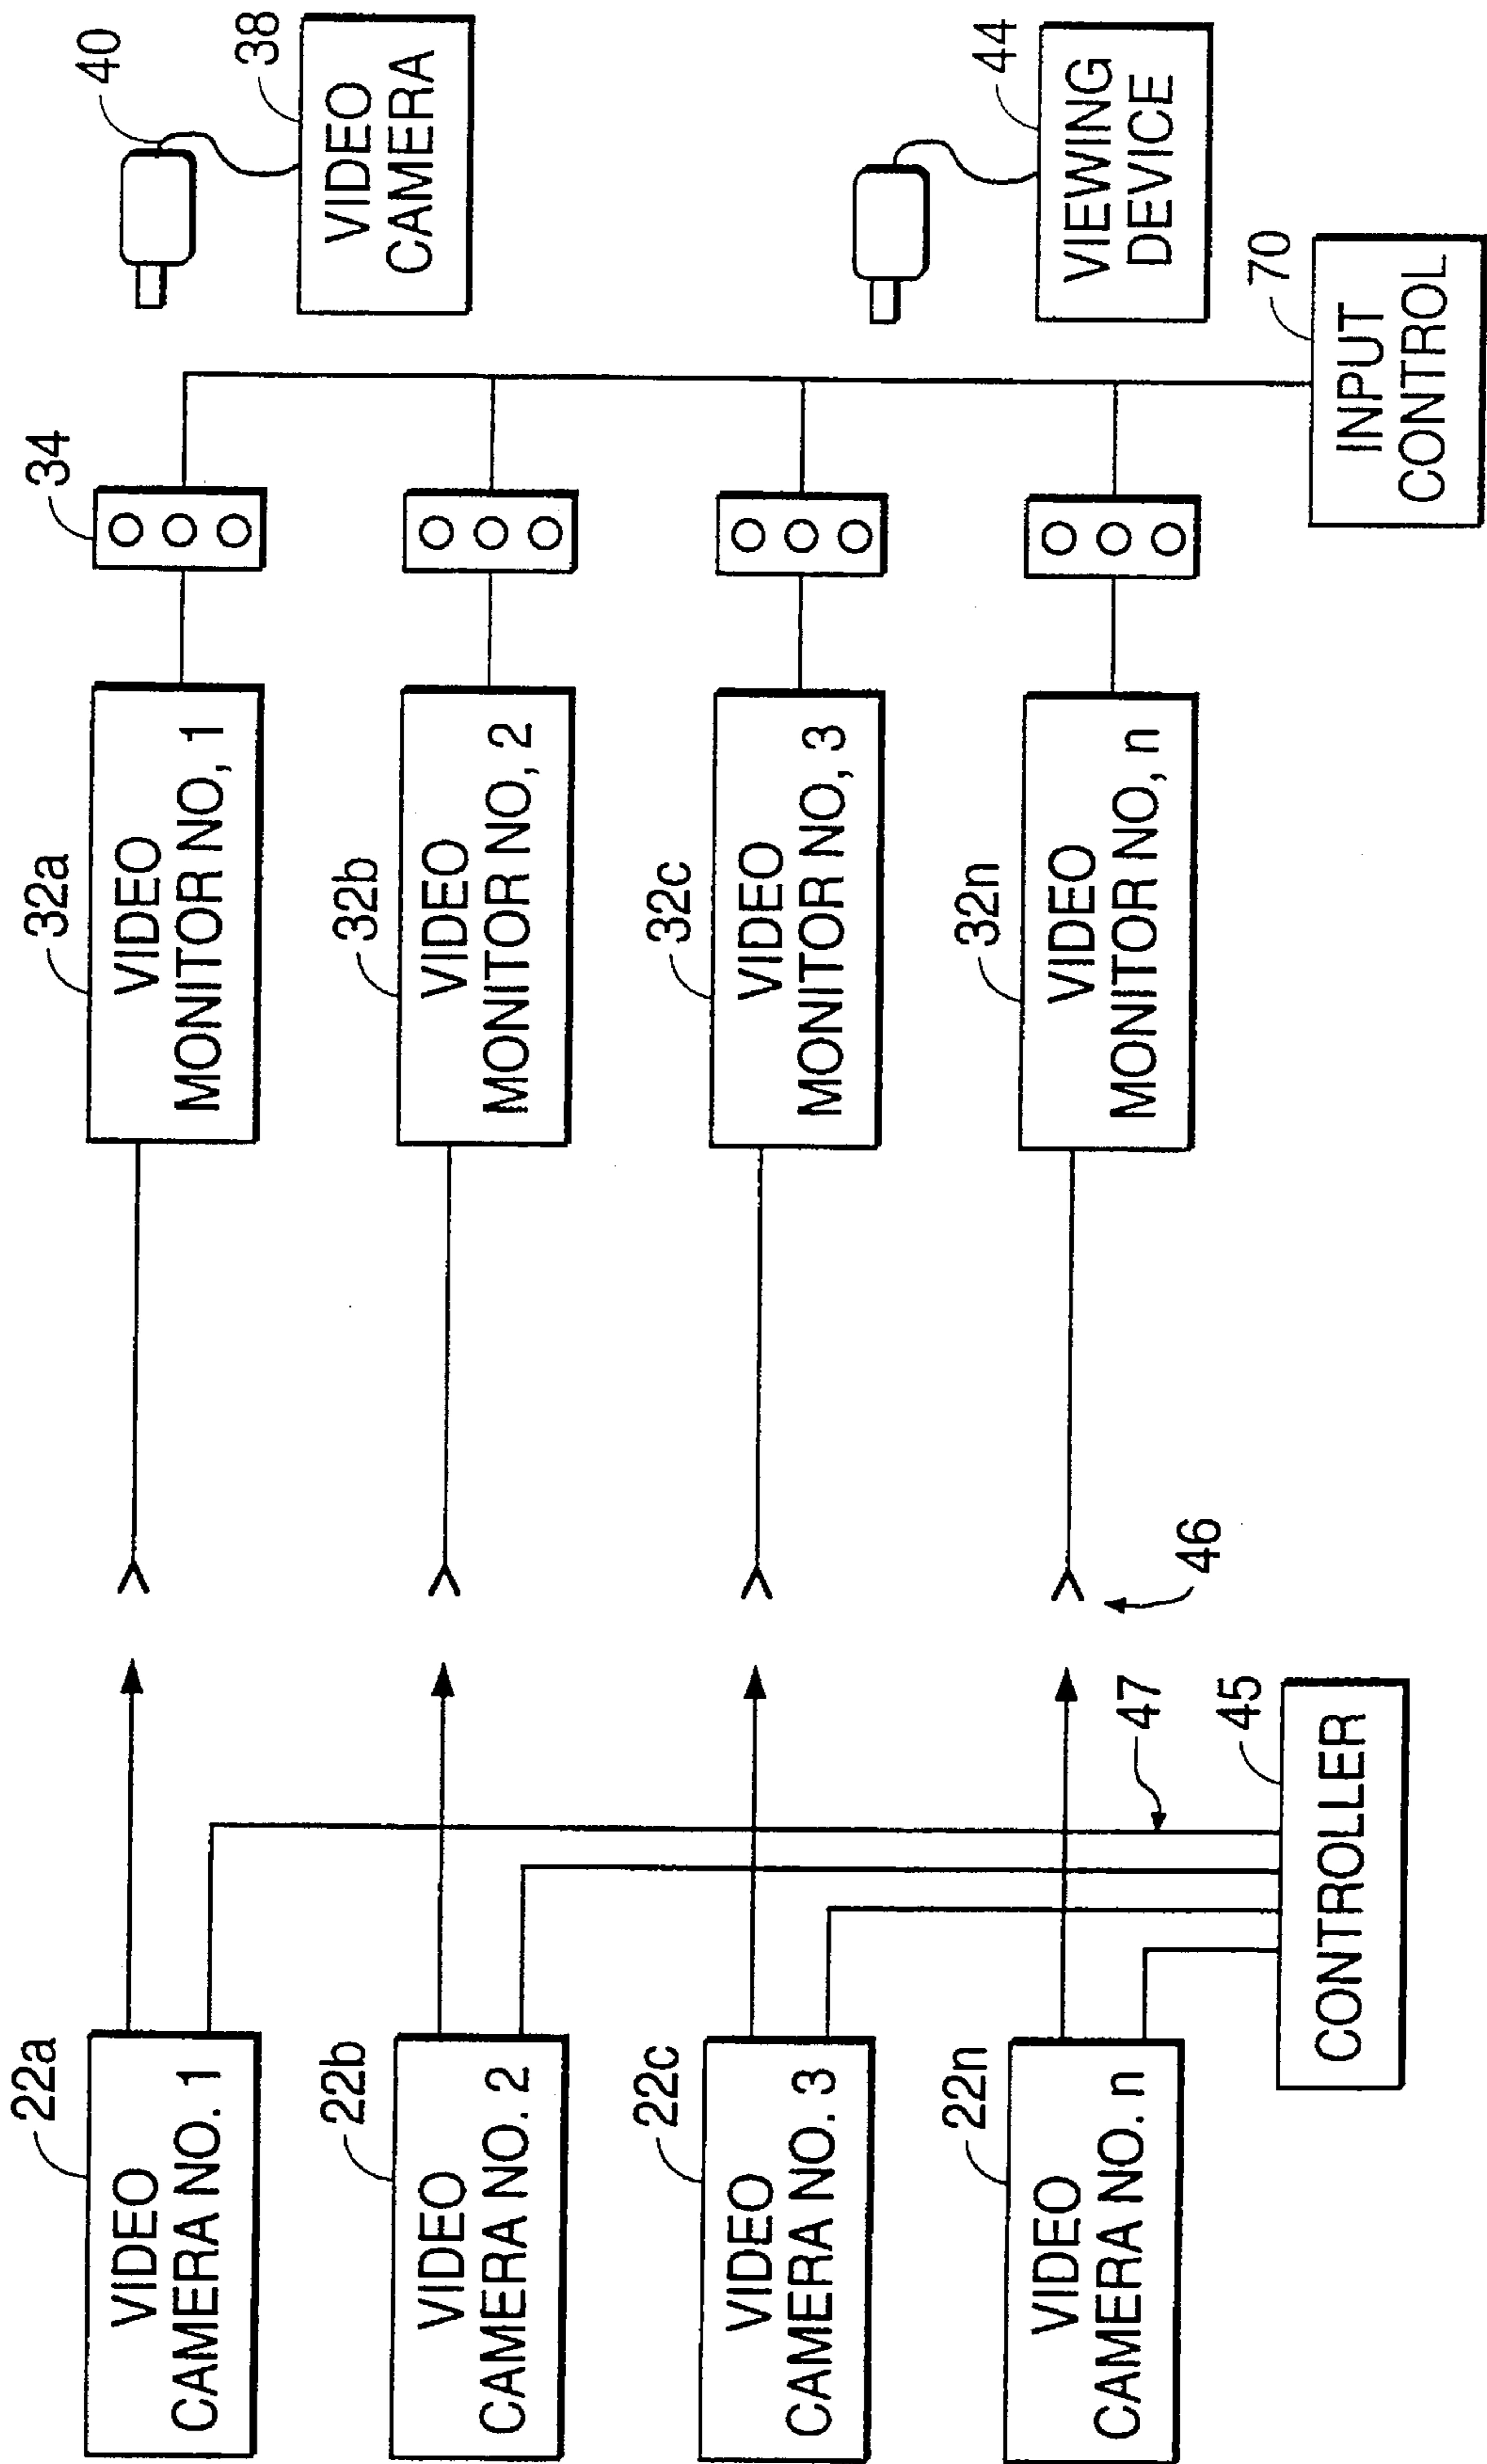 22a
VIDEO
CAMERA NO. 1
22b
VIDEO
CAMERA NO. 2
22c
VIDEO
CAMERA NO. 3
22n
VIDEO
CAMERA NO. n
47
45
CONTROLLER
46
32a
VIDEO
MONITOR NO, 1
32b
VIDEO
MONITOR NO, 2
32c
VIDEO
MONITOR NO, 3
32n
VIDEO
MONITOR NO, n
34
40
38
VIDEO
CAMERA
44
VIEWING
DEVICE
70
INPUT
CONTROL